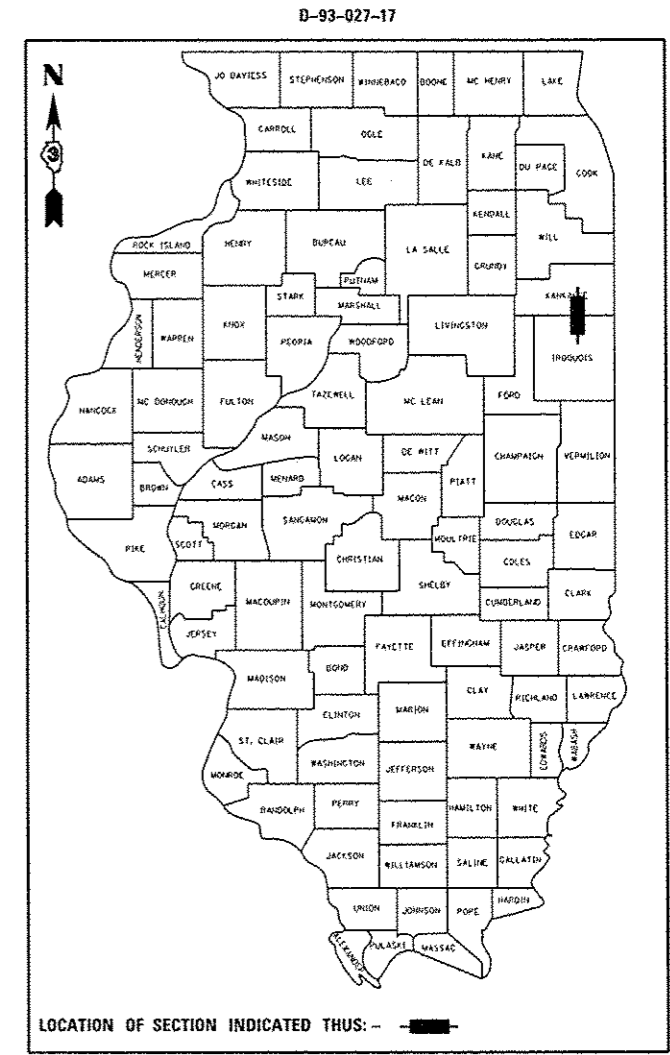 D-93-027-17
N
3
JO DAVIESS STEPHENSON WINNEBAGO BOONE MC HENRY LAKE
CARROLL OGLE
DE KALB KANE DU PAGE COOK
WHITESIDE LEE
KENDALL WILL
ROCK ISLAND HENRY BUREAU LA SALLE
MERCER PUTNAM GRUNDY
STARK MARSHALL KANKAKEE
HENDERSON WARREN KNOX PEORIA WOODFORD LIVINGSTON IROQUOIS
HANCOCK MC DONOUGH FULTON TAZEWELL MC LEAN FORD
MASON
SCHUYLER LOGAN DE WITT CHAMPAIGN VERMILION
ADAMS BROWN CASS MENARD PIATT
MACON
MORGAN SANGAMON DOUGLAS EDGAR
PIKE SCOTT CHRISTIAN MOULTRIE COLES
SHELBY
GREENE MACOUPIN MONTGOMERY CUMBERLAND CLARK
CALHOUN JERSEY FAYETTE EFFINGHAM JASPER CRAWFORD
MADISON BOND
CLAY RICHLAND LAWRENCE
CLINTON MARION
ST. CLAIR WAYNE EDWARDS WABASH
MONROE WASHINGTON JEFFERSON
RANDOLPH PERRY HAMILTON WHITE
FRANKLIN
JACKSON WILLIAMSON SALINE GALLATIN
UNION JOHNSON POPE HARDIN
ALEXANDER PULASKI MASSAC
LOCATION OF SECTION INDICATED THUS: -